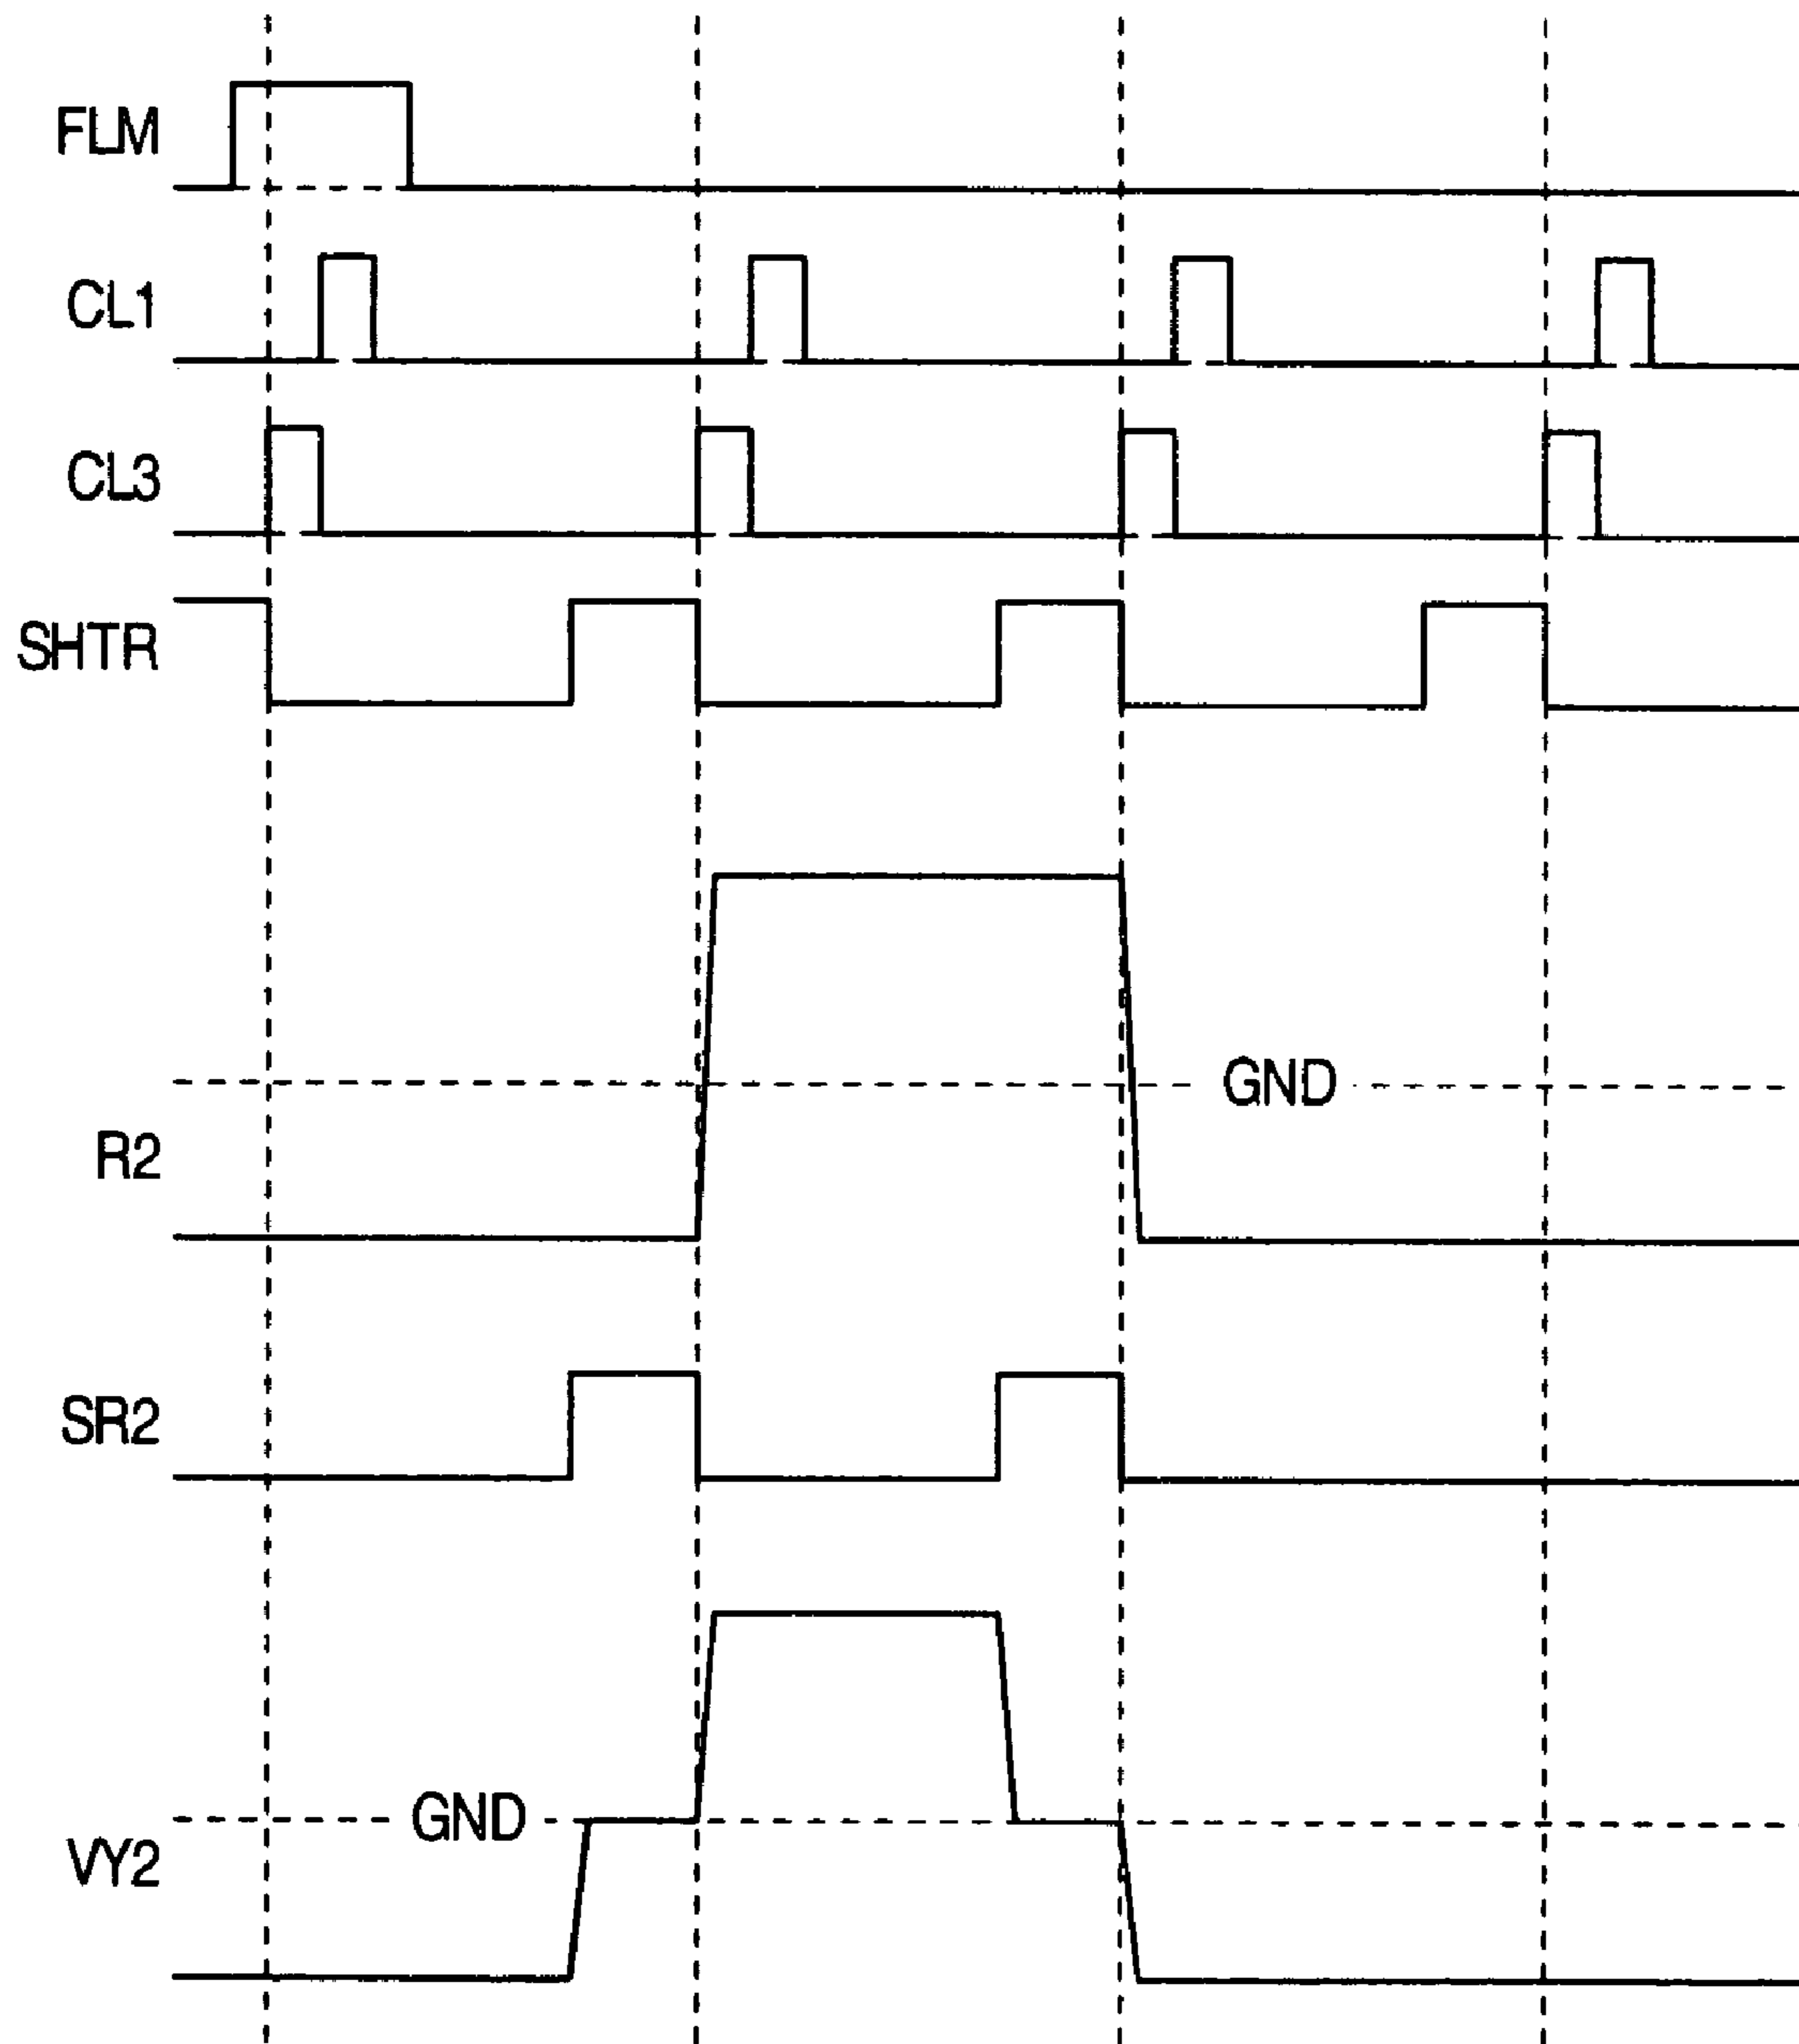 FLM
CL1
CL3
SHTR
GND
R2
SR2
GND
VY2